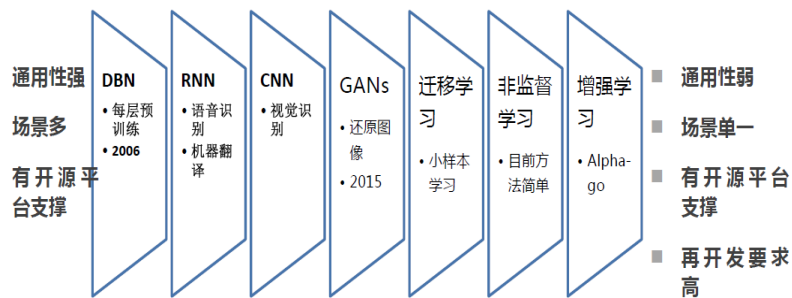 通用性强
场景多
有开源平
台支撑
DBN
• 每层预
训练
• 2006
RNN
• 语音识
别
• 机器翻
译
CNN
• 视觉识
别
GANs
• 还原图
像
• 2015
迁移学
习
• 小样本
学习
非监督
学习
• 目前方
法简单
增强学
习
• Alpha-
go
■ 通用性弱
■ 场景单一
■ 有开源平台
支撑
■ 再开发要求
高